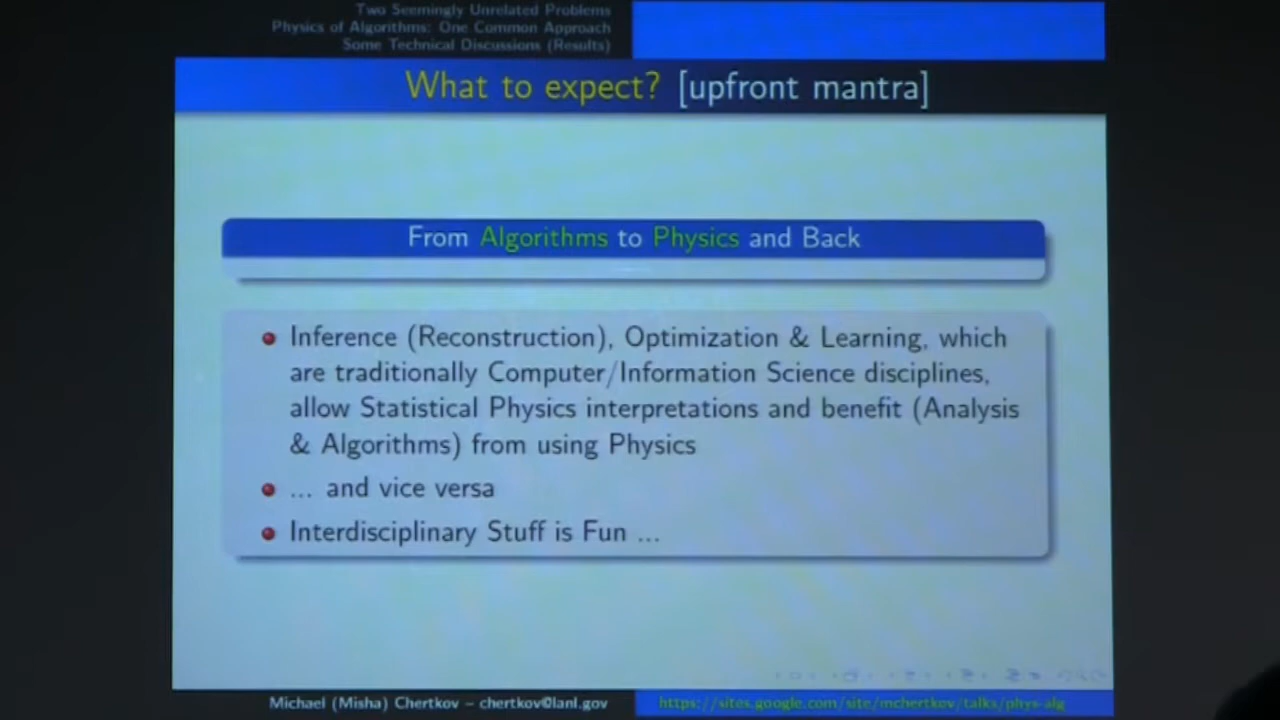 Two Seemingly Unrelated Problems
Physics of Algorithms: One Common Approach
Some Technical Discussions (Results)
What to expect? [upfront mantra]
From Algorithms to Physics and Back
Inference (Reconstruction), Optimization & Learning, which
are traditionally Computer/Information Science disciplines,
allow Statistical Physics interpretations and benefit (Analysis
& Algorithms) from using Physics
... and vice versa
Interdisciplinary Stuff is Fun ...
Michael (Misha) Chertkov – chertkov@lanl.gov
https://sites.google.com/site/mchertkov/talks/phys-alg